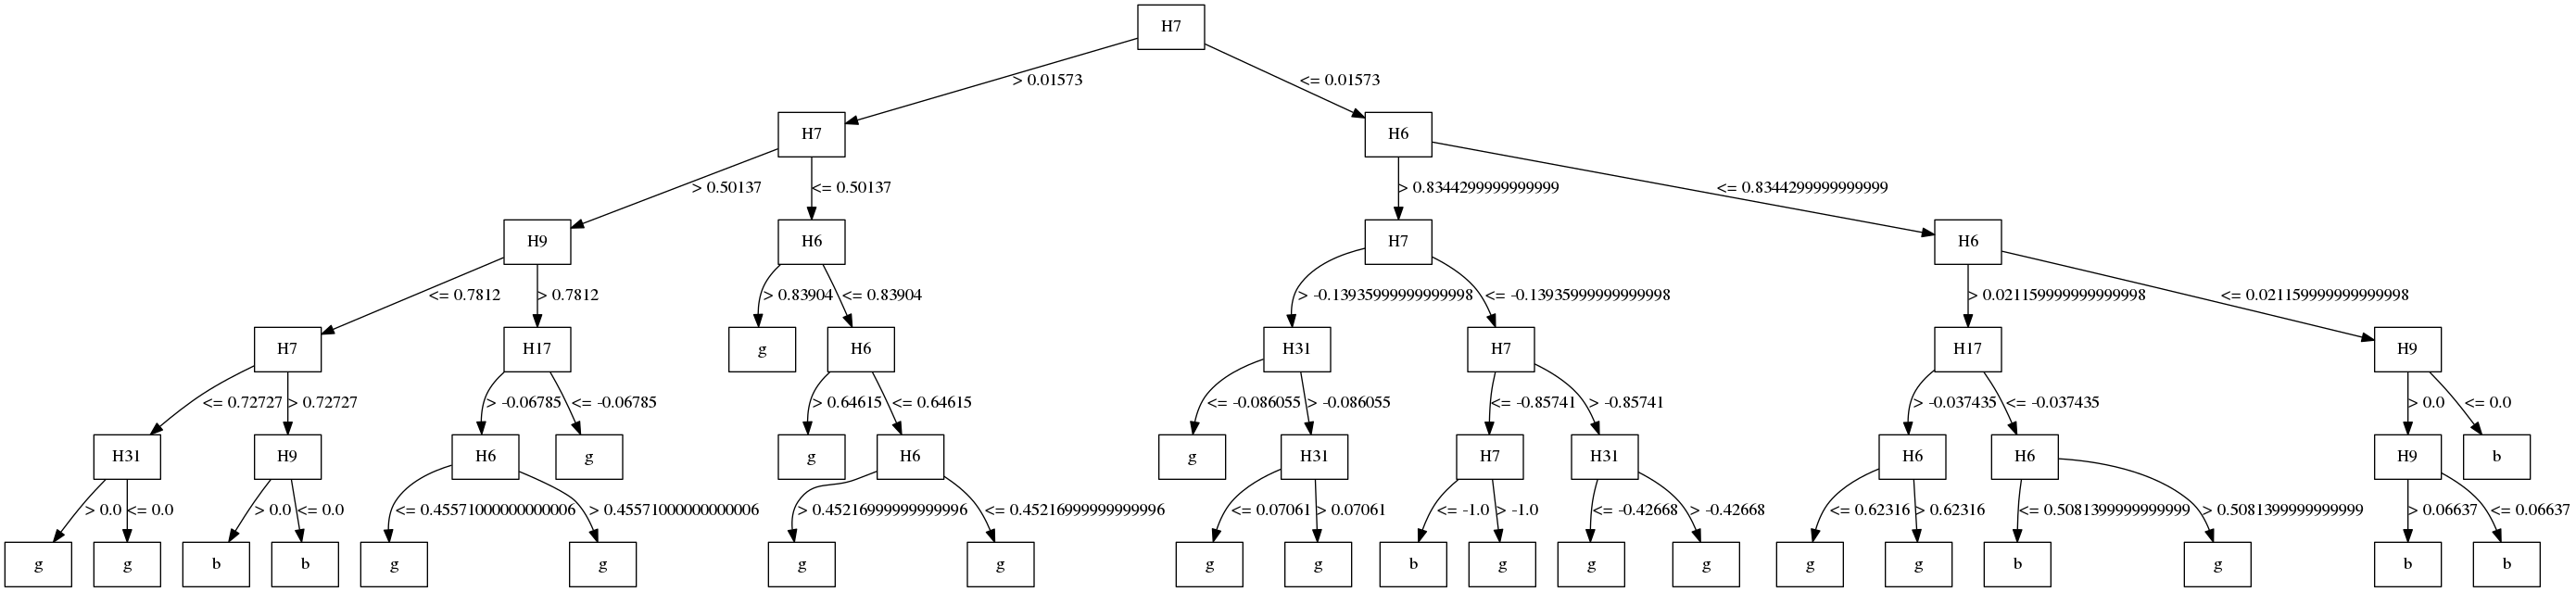 H7
> 0.01573
<= 0.01573
H7
H6
> 0.50137
<= 0.50137
> 0.8344299999999999
<= 0.8344299999999999
H9
H6
H7
H6
<= 0.7812
> 0.7812
> 0.83904
<= 0.83904
> -0.13935999999999998
<= -0.13935999999999998
> 0.021159999999999998
<= 0.021159999999999998
H7
H17
g
H6
H31
H7
H17
H9
<= 0.72727
> 0.72727
> -0.06785
<= -0.06785
> 0.64615
<= 0.64615
<= -0.086055
> -0.086055
<= -0.85741
> -0.85741
> -0.037435
<= -0.037435
> 0.0
<= 0.0
H31
H9
H6
g
g
H6
g
H31
H7
H31
H6
H6
H9
b
> 0.0
<= 0.0
> 0.0
<= 0.0
<= 0.45571000000000006
> 0.45571000000000006
> 0.45216999999999996
<= 0.45216999999999996
<= 0.07061
> 0.07061
<= -1.0
> -1.0
<= -0.42668
> -0.42668
<= 0.62316
> 0.62316
<= 0.5081399999999999
> 0.5081399999999999
> 0.06637
<= 0.06637
g
g
b
b
g
g
g
g
g
g
b
g
g
g
g
g
b
g
b
b